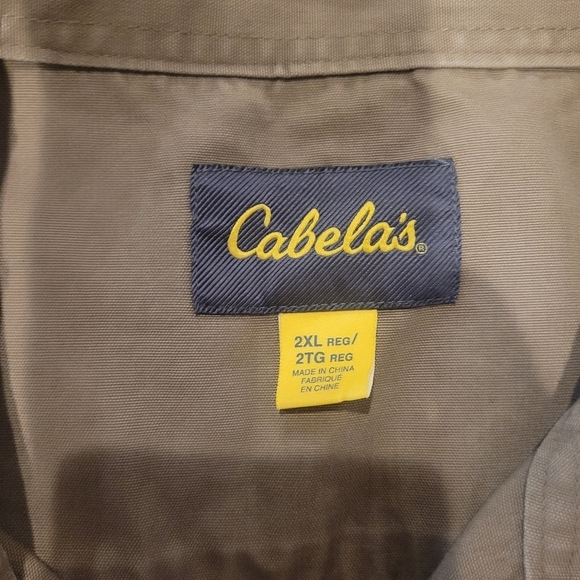 Cabela's®
2XL REG/
2TG REG
MADE IN CHINA
FABRIQUÉ
EN CHINE